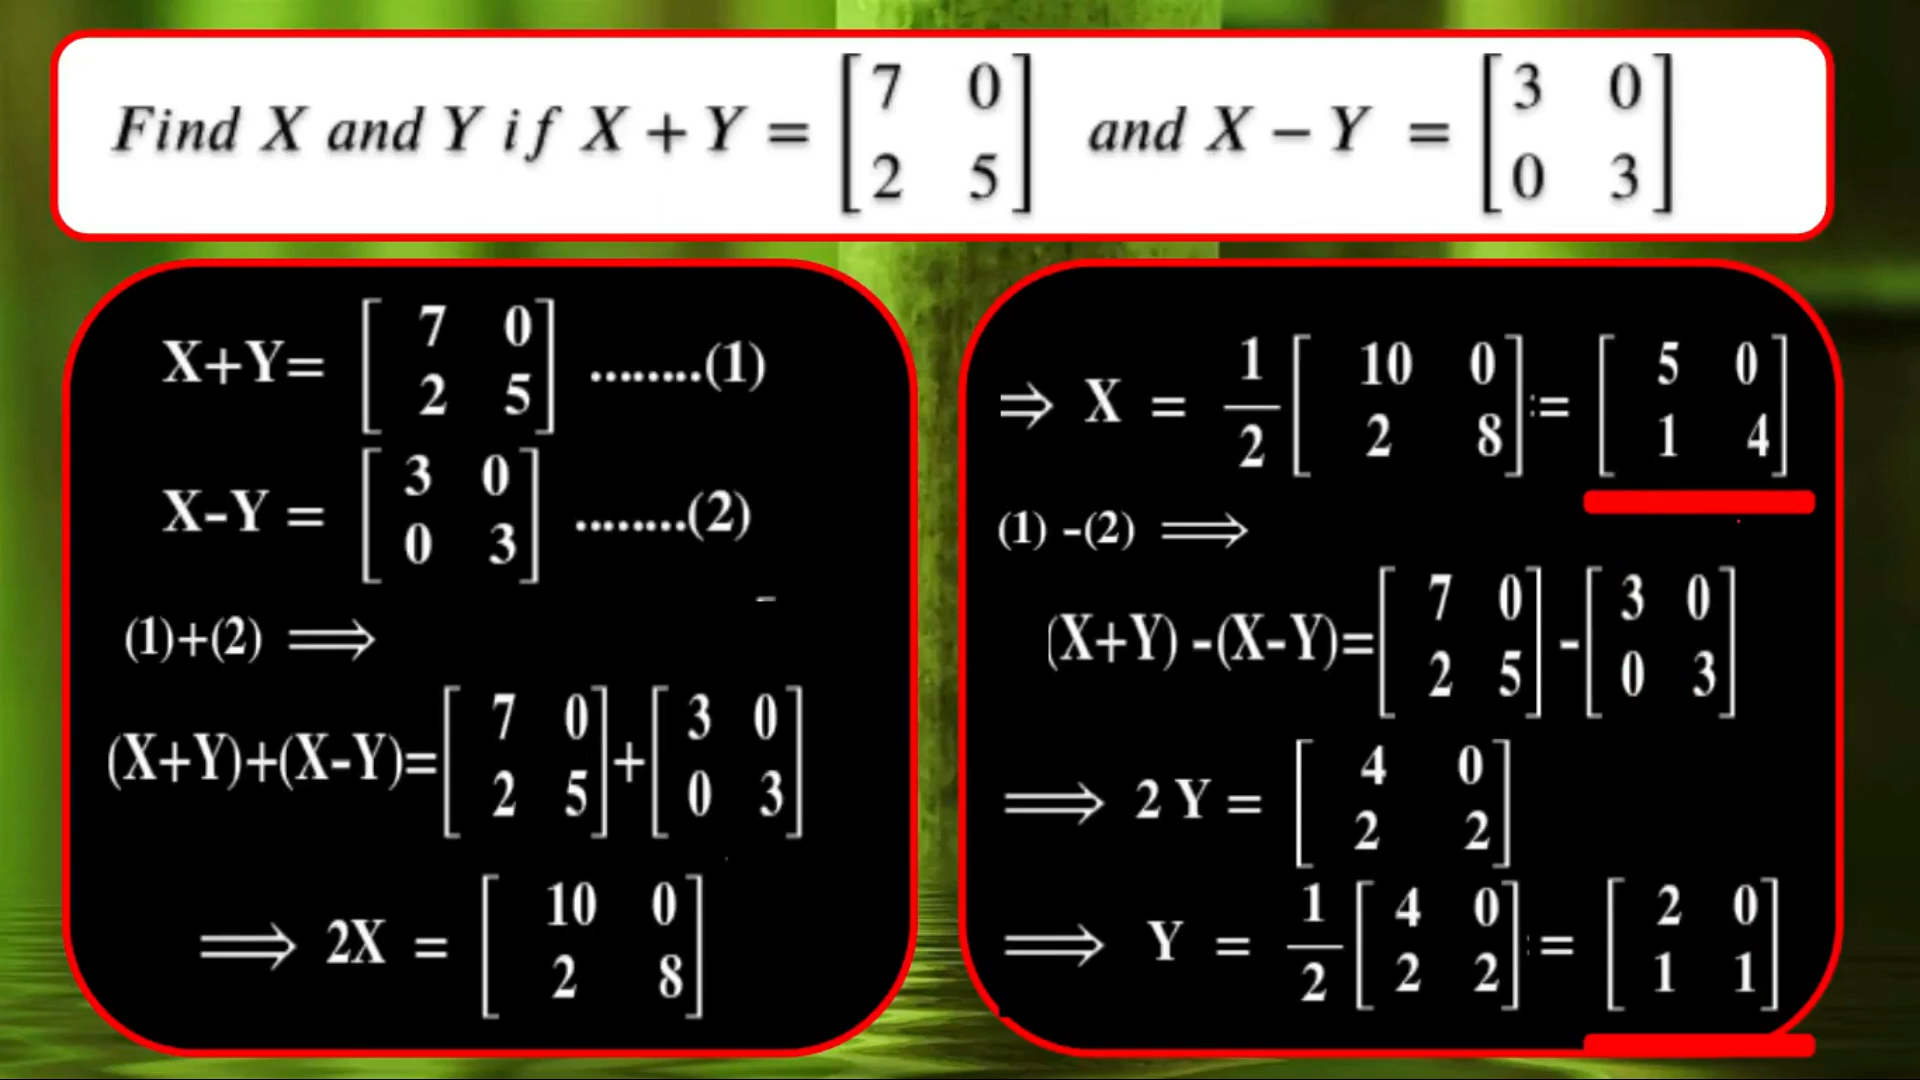 Find X and Y if X + Y = [7 0; 2 5] and X − Y = [3 0; 0 3]
X+Y= [7 0; 2 5] ........(1)
X-Y = [3 0; 0 3] ........(2)
(1)+(2) ⟹
(X+Y)+(X-Y)= [7 0; 2 5] + [3 0; 0 3]
⟹ 2X = [10 0; 2 8]
⇒ X = 1/2 [10 0; 2 8] = [5 0; 1 4]
(1) -(2) ⟹
(X+Y) -(X-Y)= [7 0; 2 5] - [3 0; 0 3]
⟹ 2 Y = [4 0; 2 2]
⟹ Y = 1/2 [4 0; 2 2] = [2 0; 1 1]